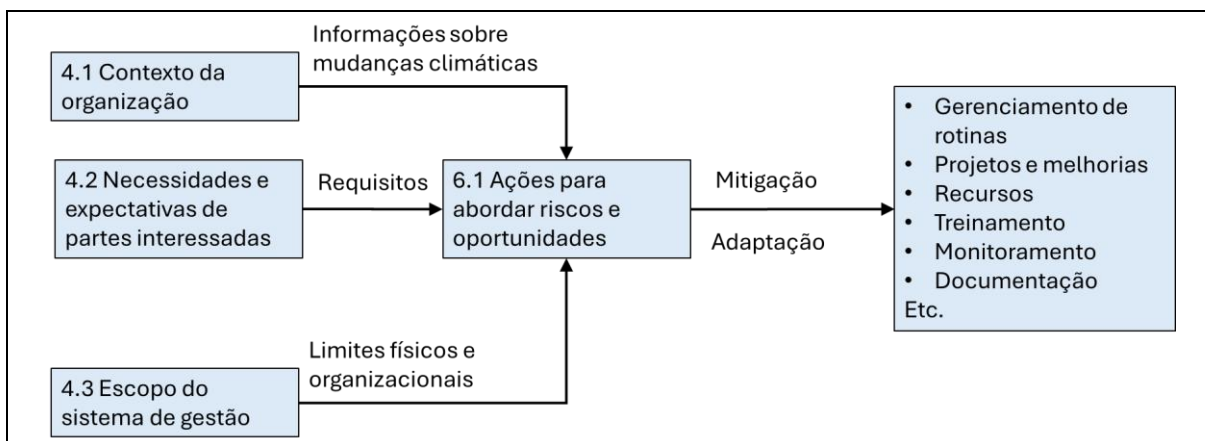 4.1 Contexto da
organização
Informações sobre
mudanças climáticas
4.2 Necessidades e
expectativas de
partes interessadas
Requisitos
6.1 Ações para
abordar riscos e
oportunidades
Mitigação
Adaptação
• Gerenciamento de
rotinas
• Projetos e melhorias
• Recursos
• Treinamento
• Monitoramento
• Documentação
Etc.
4.3 Escopo do
sistema de gestão
Limites físicos e
organizacionais